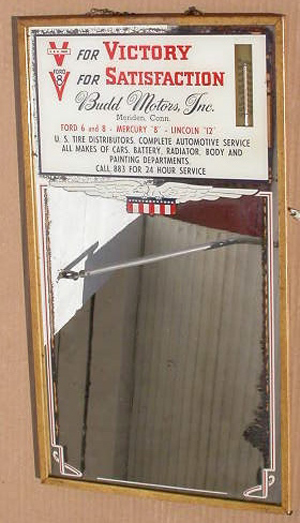 V FOR VICTORY
FORD
V 8 FOR SATISFACTION
Budd Motors, Inc.
Meriden, Conn.
FORD 6 and 8 - MERCURY "8" - LINCOLN "12"
U. S. TIRE DISTRIBUTORS. COMPLETE AUTOMOTIVE SERVICE
ALL MAKES OF CARS. BATTERY, RADIATOR, BODY AND
PAINTING DEPARTMENTS.
CALL 883 FOR 24 HOUR SERVICE